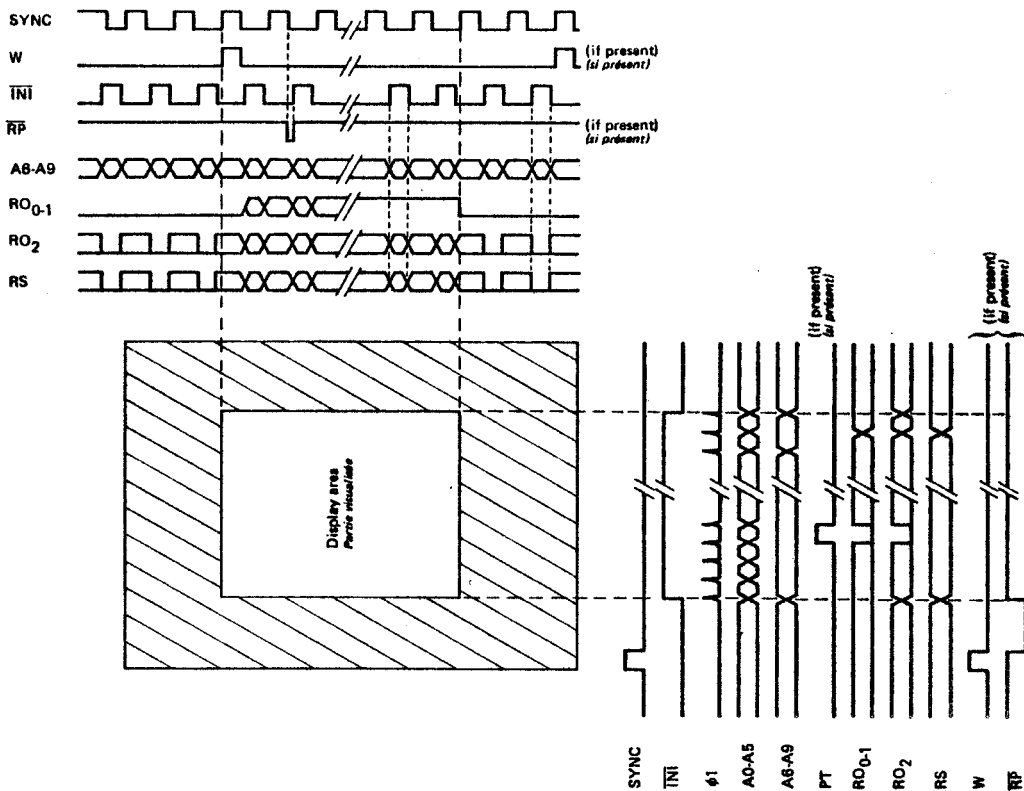 SYNC
W
(if present)
(si présent)
INI
RP
(if present)
(si présent)
A6-A9
RO0-1
RO2
RS
(if present)
(si présent)
(if present)
(si présent)
Display area
Partie visualisée
SYNC
INI
φ1
A0-A5
A6-A9
PT
RO0-1
RO2
RS
W
RP